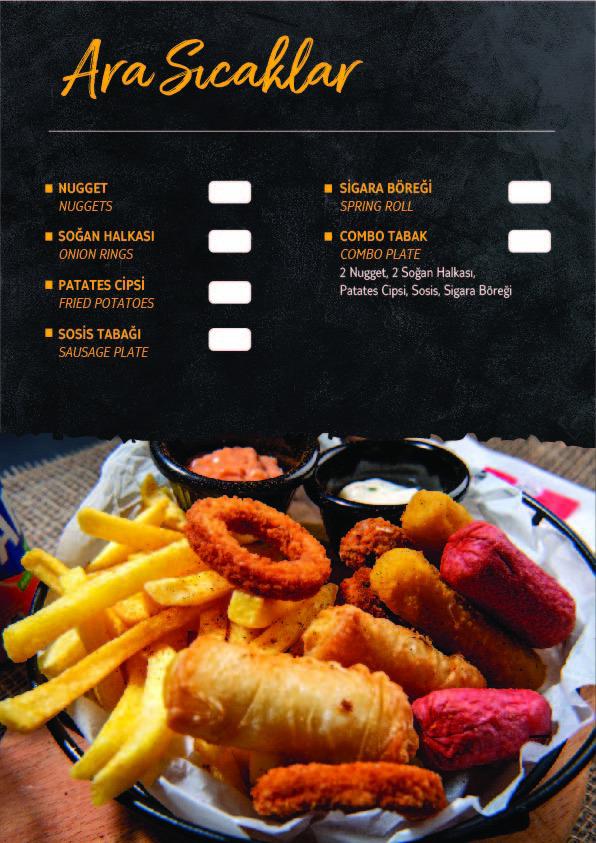 Ara Sıcaklar
NUGGET
NUGGETS
SOĞAN HALKASI
ONION RINGS
PATATES CİPSİ
FRIED POTATOES
SOSİS TABAĞI
SAUSAGE PLATE
SİGARA BÖREĞİ
SPRING ROLL
COMBO TABAK
COMBO PLATE
2 Nugget, 2 Soğan Halkası,
Patates Cipsi, Sosis, Sigara Böreği